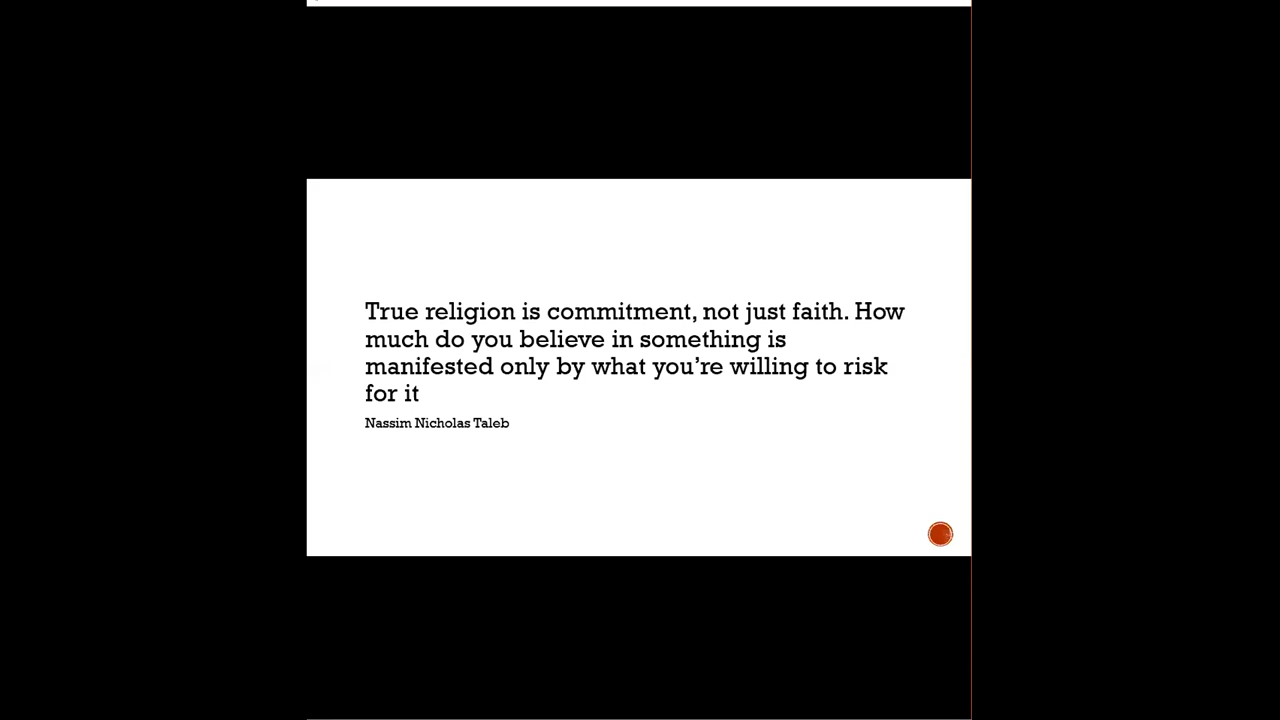 True religion is commitment, not just faith. How
much do you believe in something is
manifested only by what you’re willing to risk
for it
Nassim Nicholas Taleb